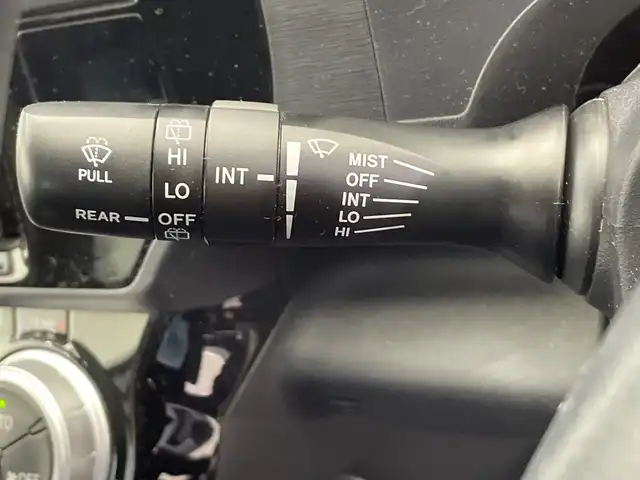 PULL
REAR
HI
LO
OFF
INT
MIST
OFF
INT
LO
HI